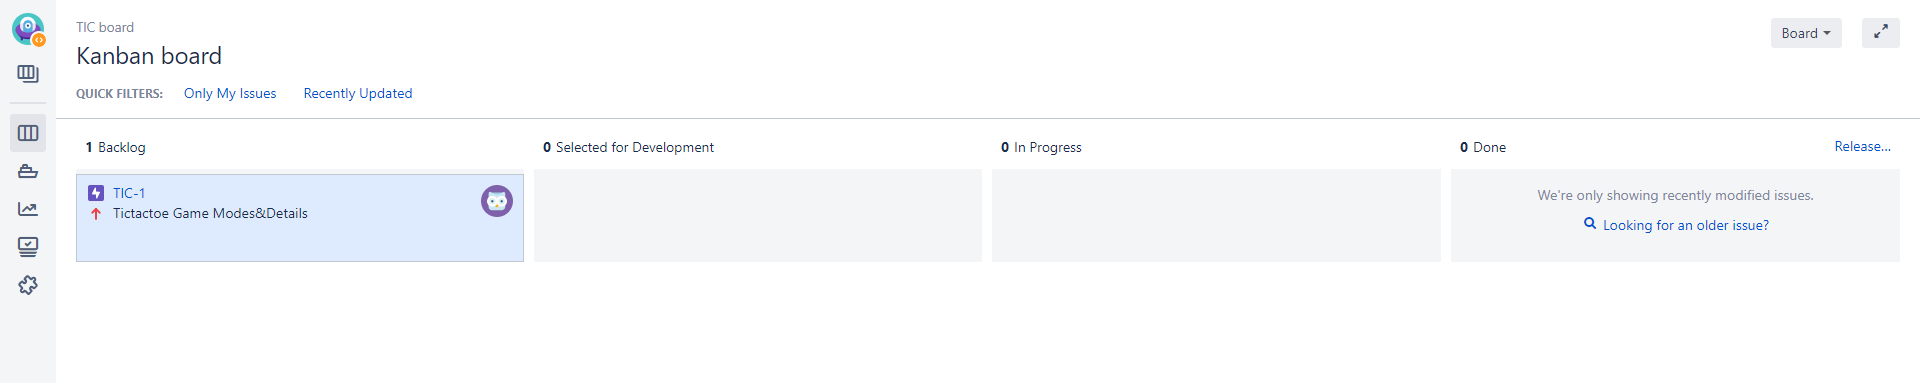 TIC board
Kanban board
Board
QUICK FILTERS: Only My Issues Recently Updated
1 Backlog
0 Selected for Development
0 In Progress
0 Done
Release...
TIC-1
Tictactoe Game Modes&Details
We're only showing recently modified issues.
Looking for an older issue?